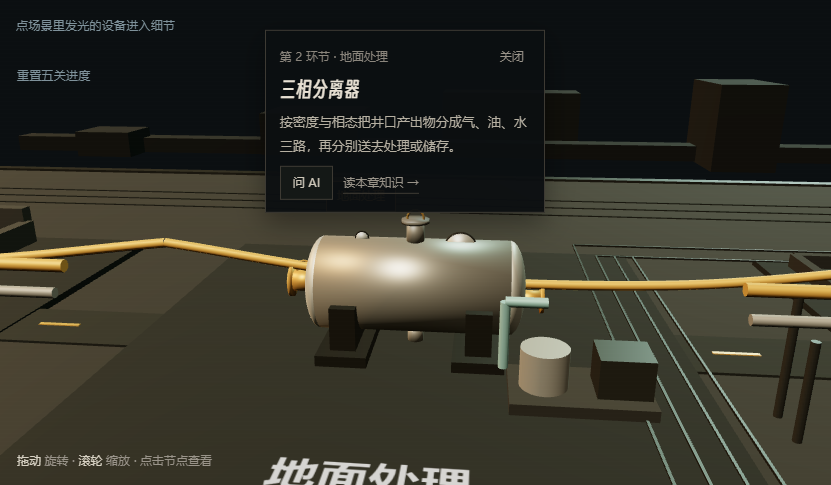 点场景里发光的设备进入细节
重置五关进度
第 2 环节 · 地面处理
关闭
三相分离器
按密度与相态把井口产出物分成气、油、水
三路，再分别送去处理或储存。
问 AI
读本章知识 →
拖动 旋转 · 滚轮 缩放 · 点击节点查看
地面处理